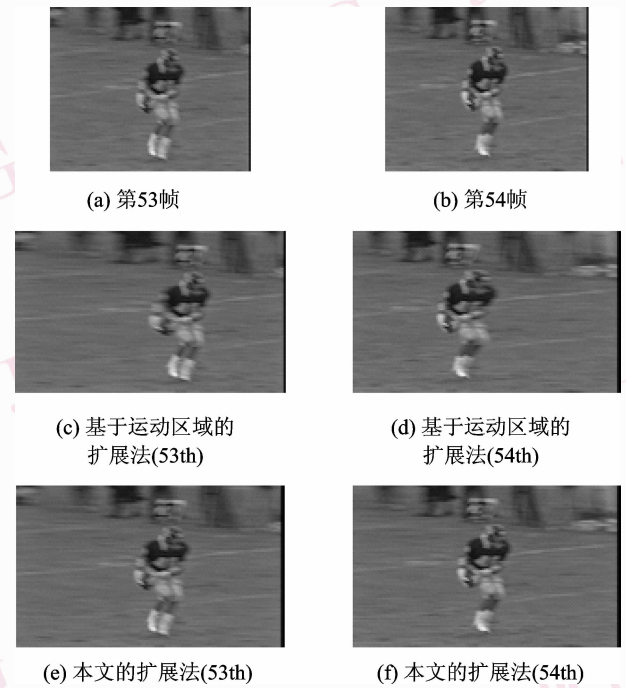 (a) 第53帧
(b) 第54帧
(c) 基于运动区域的
扩展法(53th)
(d) 基于运动区域的
扩展法(54th)
(e) 本文的扩展法(53th)
(f) 本文的扩展法(54th)